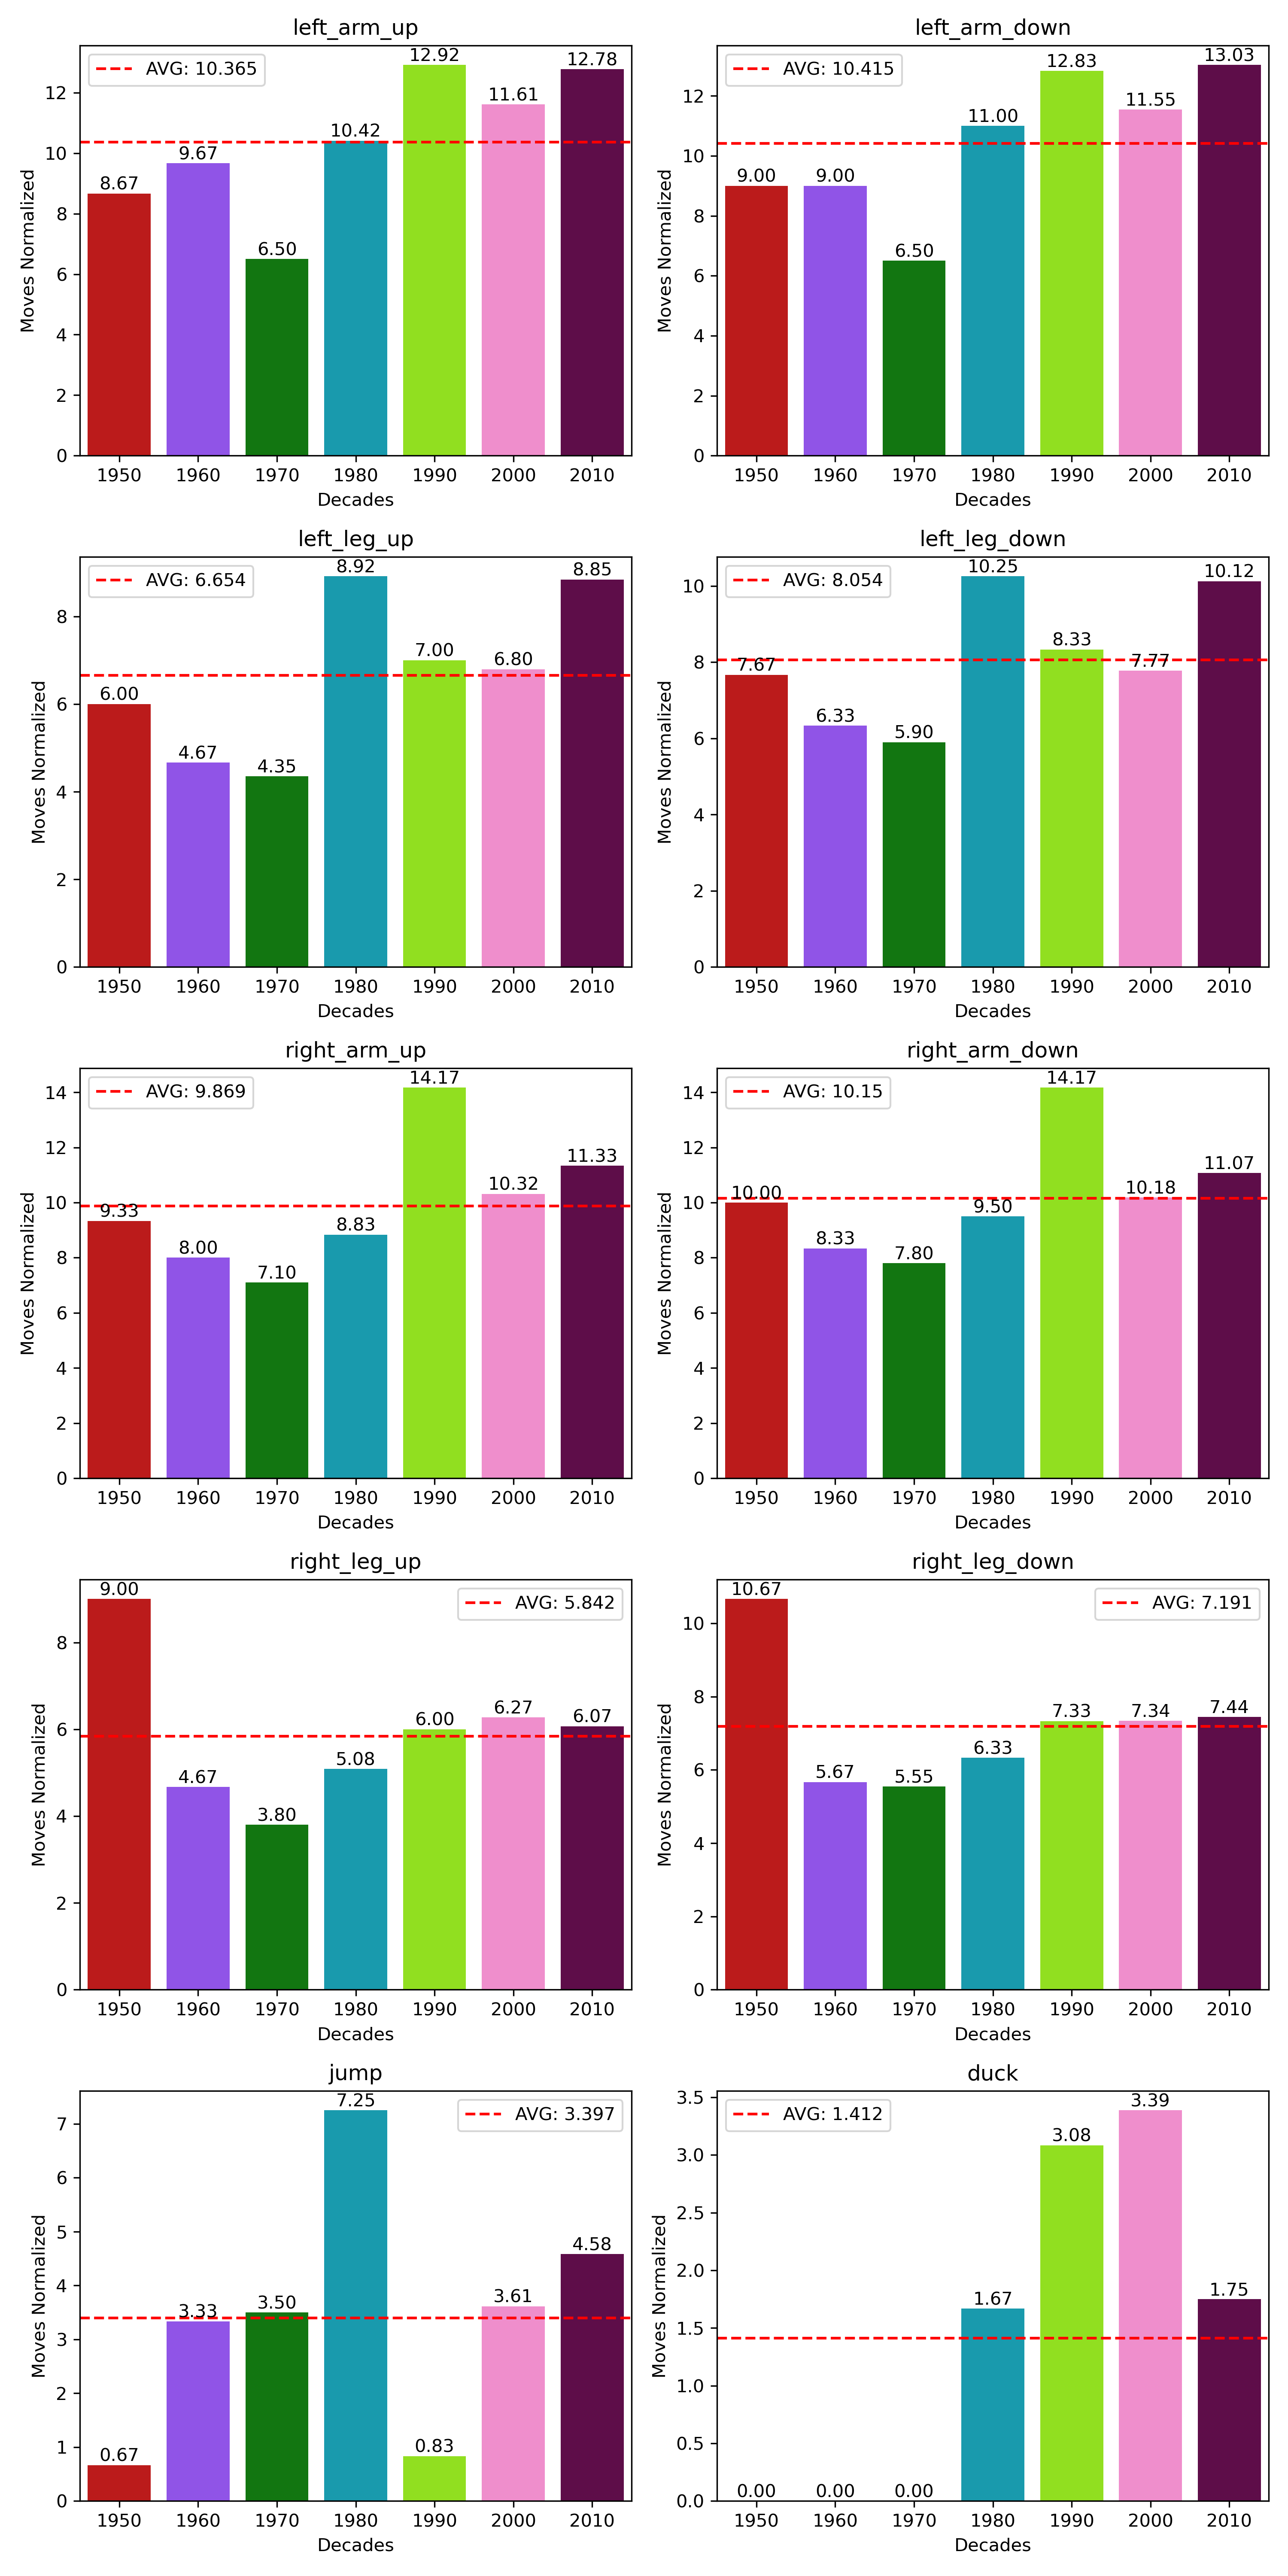 left_arm_up
AVG: 10.365
8.67 9.67 6.50 10.42 12.92 11.61 12.78
Moves Normalized
0 2 4 6 8 10 12
1950 1960 1970 1980 1990 2000 2010
Decades
left_arm_down
AVG: 10.415
9.00 9.00 6.50 11.00 12.83 11.55 13.03
Moves Normalized
0 2 4 6 8 10 12
1950 1960 1970 1980 1990 2000 2010
Decades
left_leg_up
AVG: 6.654
6.00 4.67 4.35 8.92 7.00 6.80 8.85
Moves Normalized
0 2 4 6 8
1950 1960 1970 1980 1990 2000 2010
Decades
left_leg_down
AVG: 8.054
7.67 6.33 5.90 10.25 8.33 7.77 10.12
Moves Normalized
0 2 4 6 8 10
1950 1960 1970 1980 1990 2000 2010
Decades
right_arm_up
AVG: 9.869
9.33 8.00 7.10 8.83 14.17 10.32 11.33
Moves Normalized
0 2 4 6 8 10 12 14
1950 1960 1970 1980 1990 2000 2010
Decades
right_arm_down
AVG: 10.15
10.00 8.33 7.80 9.50 14.17 10.18 11.07
Moves Normalized
0 2 4 6 8 10 12 14
1950 1960 1970 1980 1990 2000 2010
Decades
right_leg_up
AVG: 5.842
9.00 4.67 3.80 5.08 6.00 6.27 6.07
Moves Normalized
0 2 4 6 8
1950 1960 1970 1980 1990 2000 2010
Decades
right_leg_down
AVG: 7.191
10.67 5.67 5.55 6.33 7.33 7.34 7.44
Moves Normalized
0 2 4 6 8 10
1950 1960 1970 1980 1990 2000 2010
Decades
jump
AVG: 3.397
0.67 3.33 3.50 7.25 0.83 3.61 4.58
Moves Normalized
0 1 2 3 4 5 6 7
1950 1960 1970 1980 1990 2000 2010
Decades
duck
AVG: 1.412
0.00 0.00 0.00 1.67 3.08 3.39 1.75
Moves Normalized
0.0 0.5 1.0 1.5 2.0 2.5 3.0 3.5
1950 1960 1970 1980 1990 2000 2010
Decades